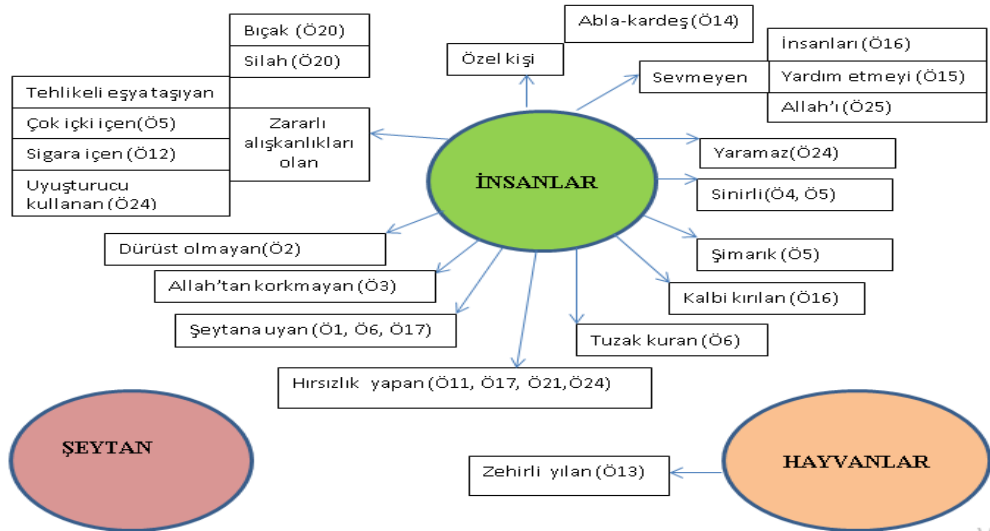 Bıçak (Ö20)
Silah (Ö20)
Tehlikeli eşya taşıyan
Çok içki içen(Ö5)
Sigara içen (Ö12)
Uyuşturucu
kullanan (Ö24)
Zararlı
alışkanlıkları
olan
Özel kişi
Abla-kardeş (Ö14)
Sevmeyen
İnsanları (Ö16)
Yardım etmeyi (Ö15)
Allah’ı (Ö25)
İNSANLAR
Yaramaz(Ö24)
Sinirli(Ö4, Ö5)
Şimarık (Ö5)
Kalbi kırılan (Ö16)
Tuzak kuran (Ö6)
Dürüst olmayan(Ö2)
Allah’tan korkmayan (Ö3)
Şeytana uyan (Ö1, Ö6, Ö17)
Hırsızlık yapan (Ö11, Ö17, Ö21,Ö24)
ŞEYTAN
Zehirli yılan (Ö13)
HAYVANLAR